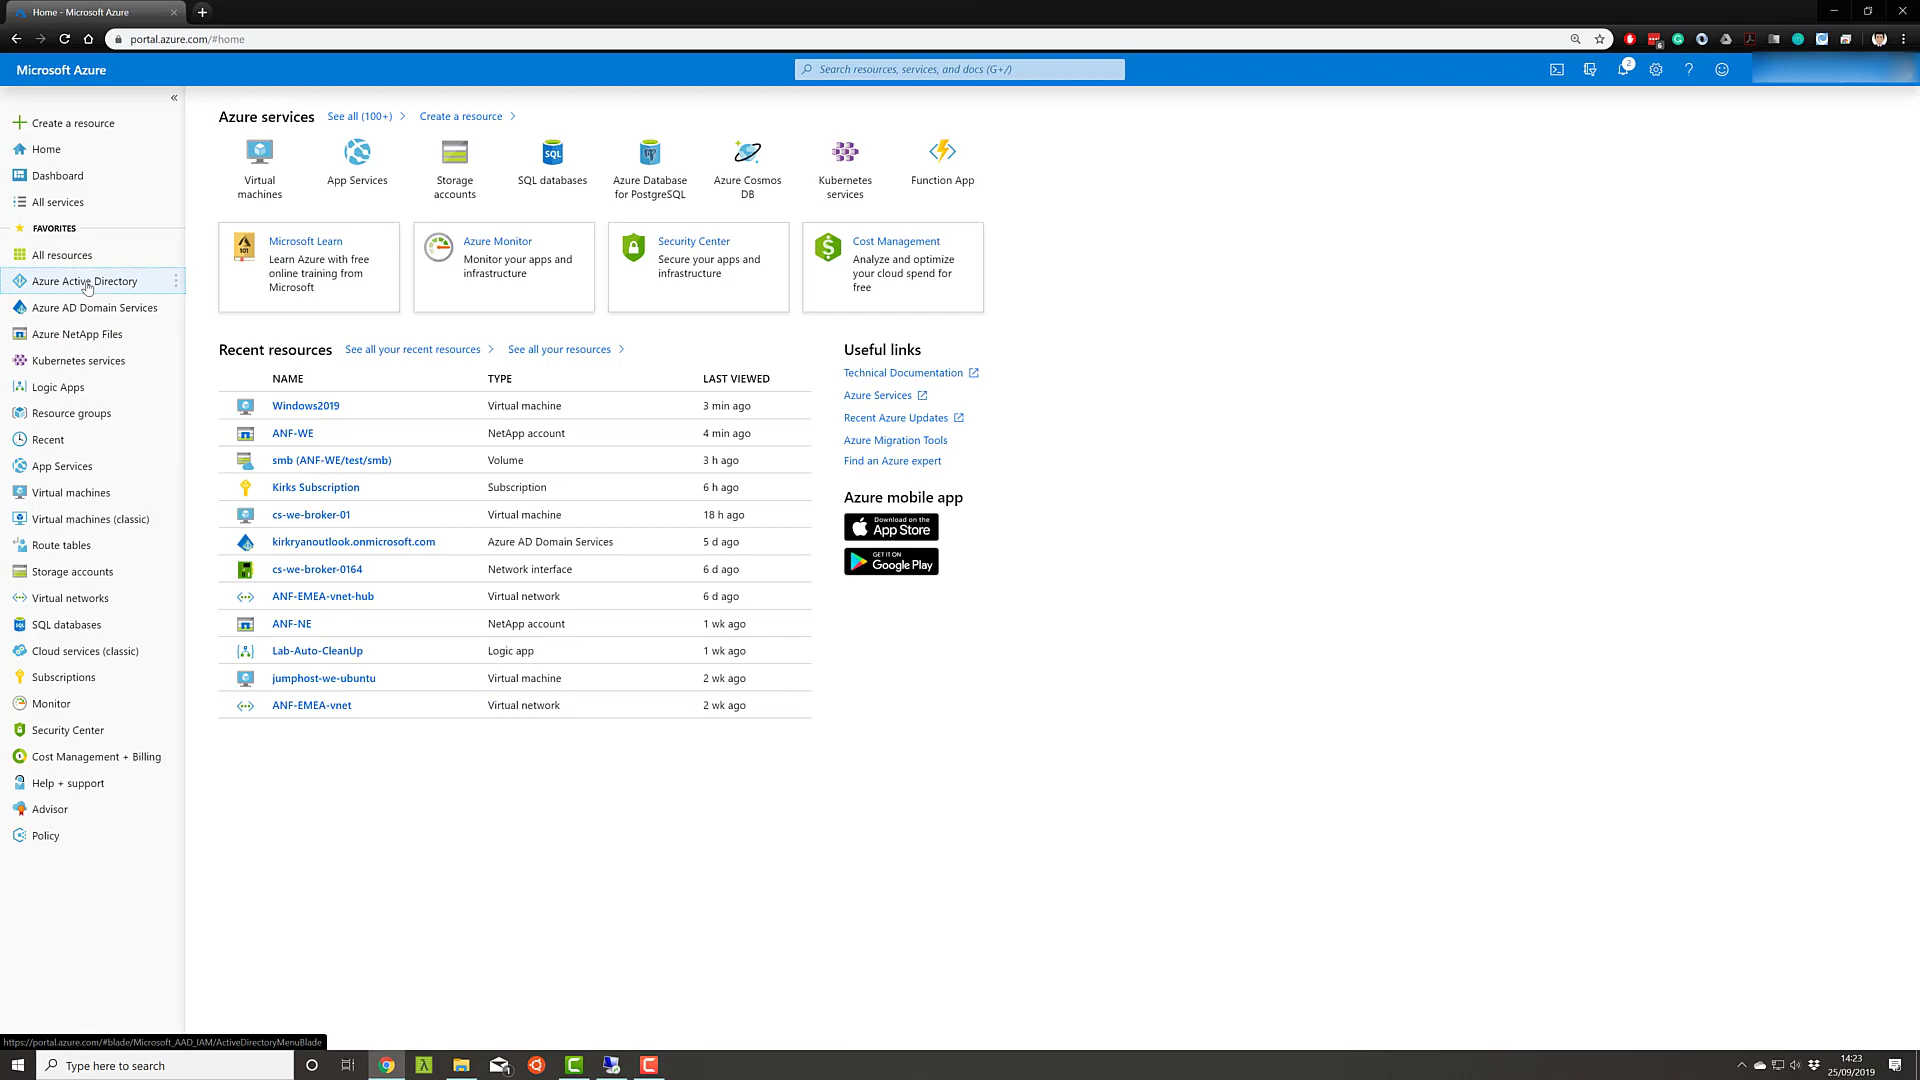 Home - Microsoft Azure
portal.azure.com/#home
6
Microsoft Azure
Search resources, services, and docs (G+/)
2
Create a resource
Home
Dashboard
All services
FAVORITES
All resources
Azure Active Directory
Azure AD Domain Services
Azure NetApp Files
Kubernetes services
Logic Apps
Resource groups
Recent
App Services
Virtual machines
Virtual machines (classic)
Route tables
Storage accounts
Virtual networks
SQL databases
Cloud services (classic)
Subscriptions
Monitor
Security Center
Cost Management + Billing
Help + support
Advisor
Policy
Azure services
See all (100+)
Create a resource
Virtual
machines
App Services
Storage
accounts
SQL
SQL databases
Azure Database
for PostgreSQL
Azure Cosmos
DB
Kubernetes
services
Function App
101
Microsoft Learn
Learn Azure with free
online training from
Microsoft
Azure Monitor
Monitor your apps and
infrastructure
Security Center
Secure your apps and
infrastructure
Cost Management
Analyze and optimize
your cloud spend for
free
Recent resources
See all your recent resources
See all your resources
NAME TYPE LAST VIEWED
Windows2019 Virtual machine 3 min ago
ANF-WE NetApp account 4 min ago
smb (ANF-WE/test/smb) Volume 3 h ago
Kirks Subscription Subscription 6 h ago
cs-we-broker-01 Virtual machine 18 h ago
kirkryanoutlook.onmicrosoft.com Azure AD Domain Services 5 d ago
cs-we-broker-0164 Network interface 6 d ago
ANF-EMEA-vnet-hub Virtual network 6 d ago
ANF-NE NetApp account 1 wk ago
Lab-Auto-CleanUp Logic app 1 wk ago
jumphost-we-ubuntu Virtual machine 2 wk ago
ANF-EMEA-vnet Virtual network 2 wk ago
Useful links
Technical Documentation
Azure Services
Recent Azure Updates
Azure Migration Tools
Find an Azure expert
Azure mobile app
Download on the
App Store
GET IT ON
Google Play
https://portal.azure.com/#blade/Microsoft_AAD_IAM/ActiveDirectoryMenuBlade
Type here to search
1
14:23
25/09/2019